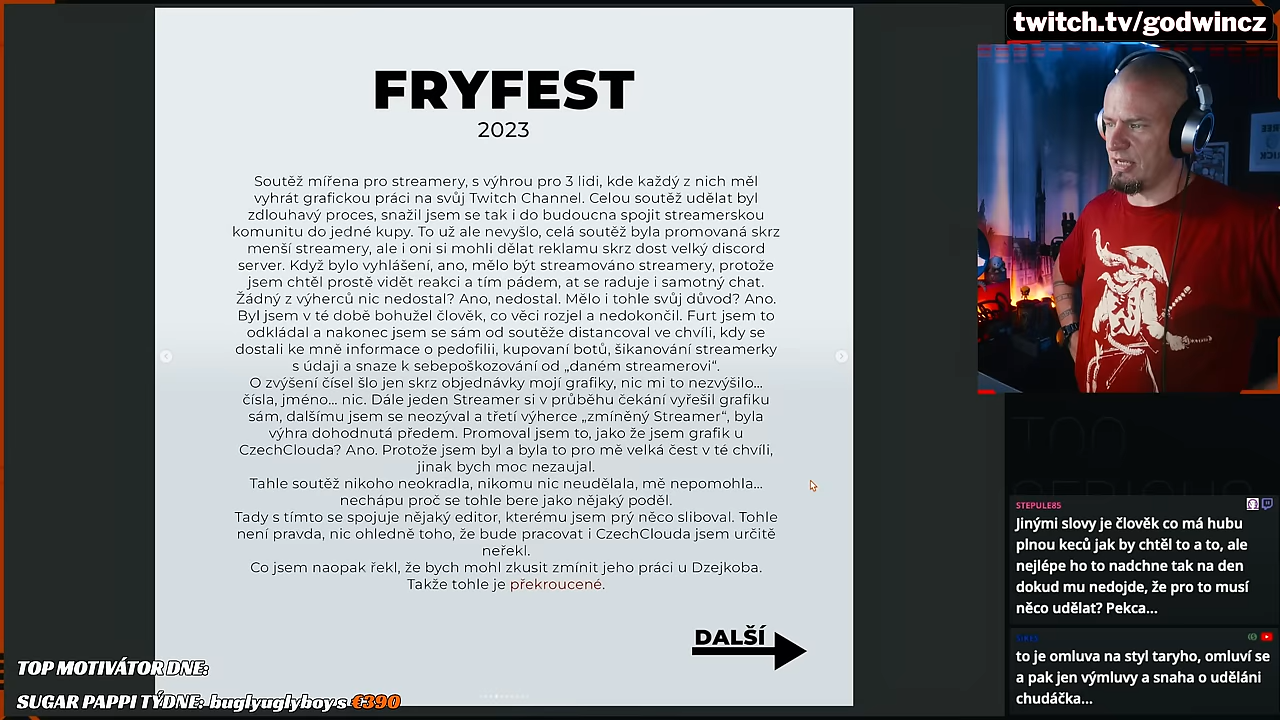 twitch.tv/godwincz
FRYFEST
2023
Soutěž mířena pro streamery, s výhrou pro 3 lidi, kde každý z nich měl
vyhrát grafickou práci na svůj Twitch Channel. Celou soutěž udělat byl
zdlouhavý proces, snažil jsem se tak i do budoucna spojit streamerskou
komunitu do jedné kupy. To už ale nevyšlo, celá soutěž byla promovaná skrz
menší streamery, ale i oni si mohli dělat reklamu skrz dost velký discord
server. Když bylo vyhlášení, ano, mělo být streamováno streamery, protože
jsem chtěl prostě vidět reakci a tím pádem, at se raduje i samotný chat.
Žádný z výherců nic nedostal? Ano, nedostal. Mělo i tohle svůj důvod? Ano.
Byl jsem v té době bohužel člověk, co věci rozjel a nedokončil. Furt jsem to
odkládal a nakonec jsem se sám od soutěže distancoval ve chvíli, kdy se
dostali ke mně informace o pedofilii, kupovaní botů, šikanování streamerky
s údaji a snaze k sebepoškozování od „daném streamerovi“.
O zvýšení čísel šlo jen skrz objednávky mojí grafiky, nic mi to nezvýšilo...
čísla, jméno... nic. Dále jeden Streamer si v průběhu čekání vyřešil grafiku
sám, dalšímu jsem se neozýval a třetí výherce „zmíněný Streamer“, byla
výhra dohodnutá předem. Promoval jsem to, jako že jsem grafik u
CzechClouda? Ano. Protože jsem byl a byla to pro mě velká čest v té chvíli,
jinak bych moc nezaujal.
Tahle soutěž nikoho neokradla, nikomu nic neudělala, mě nepomohla...
nechápu proč se tohle bere jako nějaký poděl.
Tady s tímto se spojuje nějaký editor, kterému jsem prý něco sliboval. Tohle
není pravda, nic ohledně toho, že bude pracovat i CzechClouda jsem určitě
neřekl.
Co jsem naopak řekl, že bych mohl zkusit zmínit jeho práci u Dzejkoba.
Takže tohle je překroucené.
DALŠÍ
TOO
SERIOUS
STEPULE85
Jinými slovy je člověk co má hubu
plnou keců jak by chtěl to a to, ale
nejlépe ho to nadchne tak na den
dokud mu nedojde, že pro to musí
něco udělat? Pekca...
to je omluva na styl taryho, omluví se
a pak jen výmluvy a snaha o uděláni
chudáčka...
TOP MOTIVÁTOR DNE:
SUGAR PAPPI TÝDNE: buglyuglyboy s €390